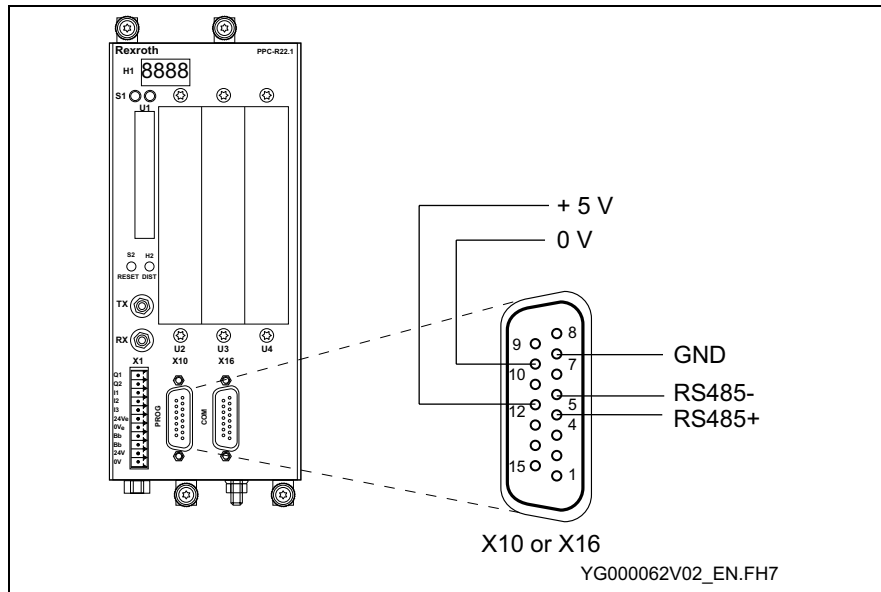 Rexroth PPC-R22.1
H1 8888
S1
U1
S2 H2
RESET DIST
TX
RX
U2 U3 U4
X1 X10 X16
Q1
Q2
I1
I2
I3
24Ve
0Ve
Bb
Bb
24V
0V
PROG
COM
+ 5 V
0 V
8
9
GND
7
10
RS485-
5
12
RS485+
4
15
1
X10 or X16
YG000062V02_EN.FH7